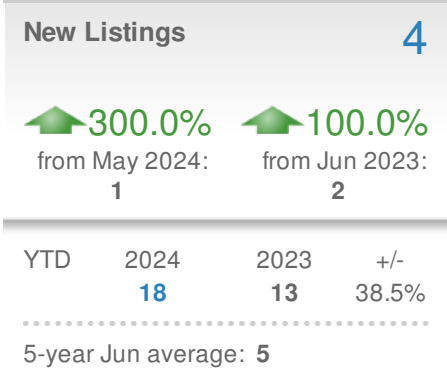 New Listings 4
300.0% 100.0%
from May 2024: from Jun 2023:
1 2
YTD 2024 2023 +/-
18 13 38.5%
5-year Jun average: 5